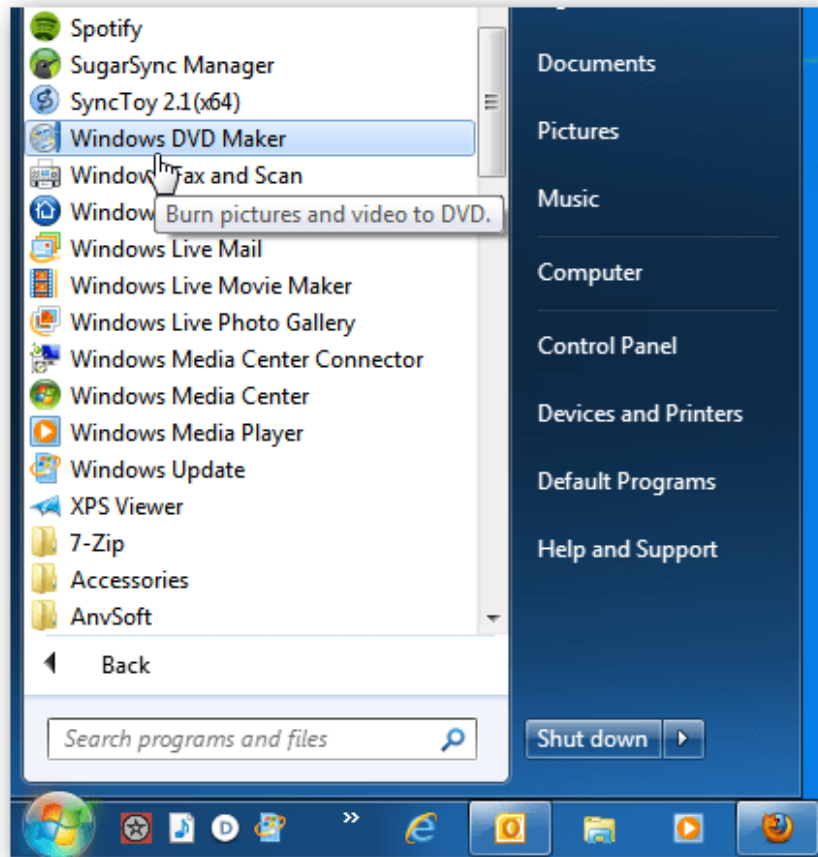 Spotify
SugarSync Manager
SyncToy 2.1(x64)
Windows DVD Maker
Window Fax and Scan
Window
Burn pictures and video to DVD.
Windows Live Mail
Windows Live Movie Maker
Windows Live Photo Gallery
Windows Media Center Connector
Windows Media Center
Windows Media Player
Windows Update
XPS Viewer
7-Zip
Accessories
AnvSoft
Back
Search programs and files
Documents
Pictures
Music
Computer
Control Panel
Devices and Printers
Default Programs
Help and Support
Shut down